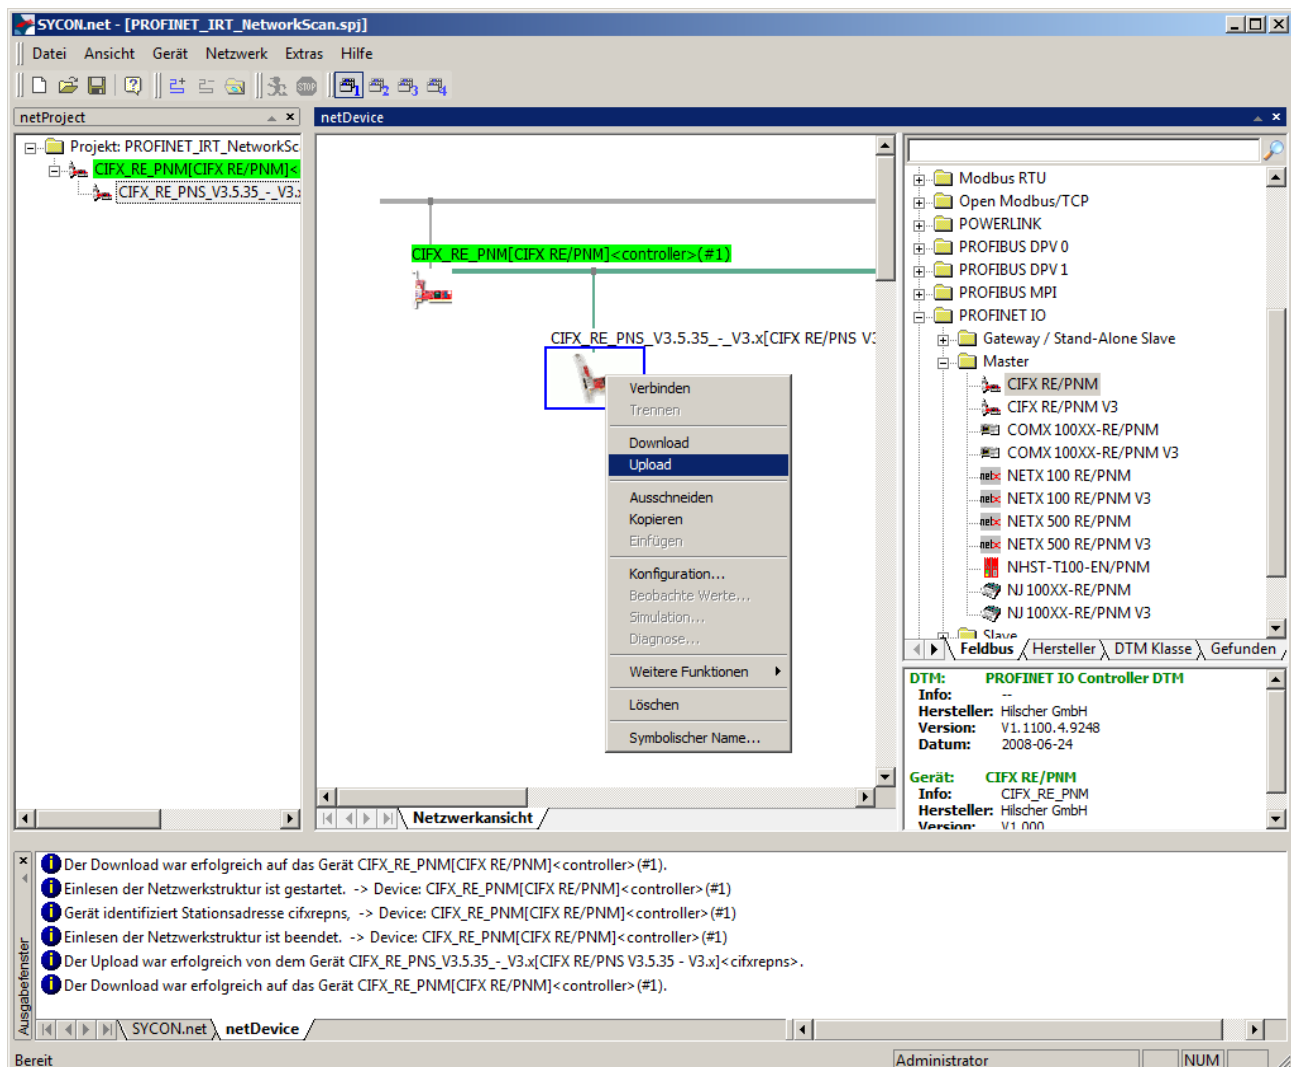 SYCON.net - [PROFINET_IRT_NetworkScan.spj]
Datei Ansicht Gerät Netzwerk Extras Hilfe
netProject
netDevice
Projekt: PROFINET_IRT_NetworkSc
CIFX_RE_PNM[CIFX RE/PNM]<
CIFX_RE_PNS_V3.5.35_-_V3.x
CIFX_RE_PNM[CIFX RE/PNM]<controller>(#1)
CIFX_RE_PNS_V3.5.35_-_V3.x[CIFX RE/PNS V3
Verbinden
Trennen
Download
Upload
Ausschneiden
Kopieren
Einfügen
Konfiguration...
Beobachte Werte...
Simulation...
Diagnose...
Weitere Funktionen
Löschen
Symbolischer Name...
Netzwerkansicht
Modbus RTU
Open Modbus/TCP
POWERLINK
PROFIBUS DPV0
PROFIBUS DPV1
PROFIBUS MPI
PROFINET IO
Gateway / Stand-Alone Slave
Master
CIFX RE/PNM
CIFX RE/PNM V3
COMX 100XX-RE/PNM
COMX 100XX-RE/PNM V3
NETX 100 RE/PNM
NETX 100 RE/PNM V3
NETX 500 RE/PNM
NETX 500 RE/PNM V3
NHST-T100-EN/PNM
NJ 100XX-RE/PNM
NJ 100XX-RE/PNM V3
Slave
Feldbus Hersteller DTM Klasse Gefunden
DTM: PROFINET IO Controller DTM
Info: --
Hersteller: Hilscher GmbH
Version: V1.1100.4.9248
Datum: 2008-06-24
Gerät: CIFX RE/PNM
Info: CIFX_RE_PNM
Hersteller: Hilscher GmbH
Version: V1.000
Der Download war erfolgreich auf das Gerät CIFX_RE_PNM[CIFX RE/PNM]<controller>(#1).
Einlesen der Netzwerkstruktur ist gestartet. -> Device: CIFX_RE_PNM[CIFX RE/PNM]<controller>(#1)
Gerät identifiziert Stationsadresse cifxrepns, -> Device: CIFX_RE_PNM[CIFX RE/PNM]<controller>(#1)
Einlesen der Netzwerkstruktur ist beendet. -> Device: CIFX_RE_PNM[CIFX RE/PNM]<controller>(#1)
Der Upload war erfolgreich von dem Gerät CIFX_RE_PNS_V3.5.35_-_V3.x[CIFX RE/PNS V3.5.35 - V3.x]<cifxrepns>.
Der Download war erfolgreich auf das Gerät CIFX_RE_PNM[CIFX RE/PNM]<controller>(#1).
Ausgabefenster
SYCON.net netDevice
Bereit
Administrator
NUM